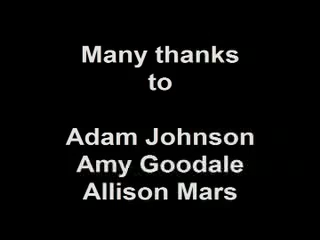 Many thanks
to
Adam Johnson
Amy Goodale
Allison Mars